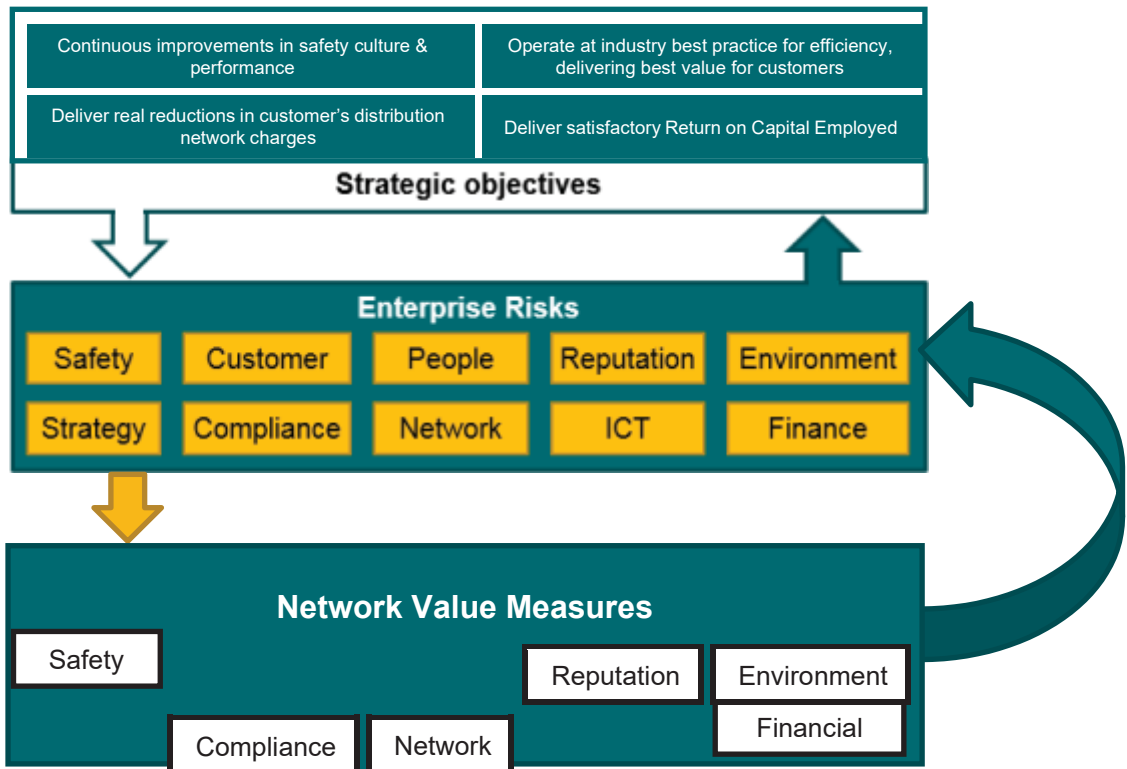 Continuous improvements in safety culture &
performance
Operate at industry best practice for efficiency,
delivering best value for customers
Deliver real reductions in customer's distribution
network charges
Deliver satisfactory Return on Capital Employed
Strategic objectives
Enterprise Risks
Safety
Customer
People
Reputation
Environment
Strategy
Compliance
Network
ICT
Finance
Network Value Measures
Safety
Reputation
Environment
Financial
Compliance
Network